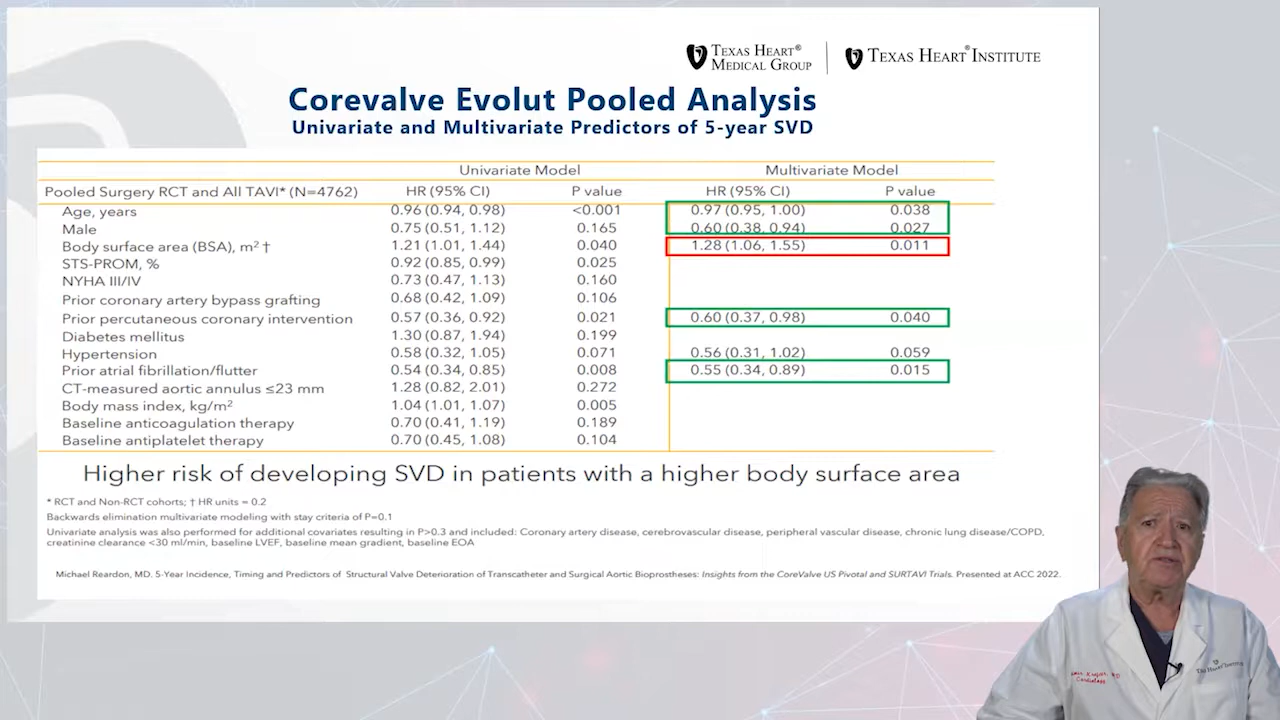 TEXAS HEART® MEDICAL GROUP
TEXAS HEART® INSTITUTE
Corevalve Evolut Pooled Analysis
Univariate and Multivariate Predictors of 5-year SVD
Univariate Model Multivariate Model
Pooled Surgery RCT and All TAVI* (N=4762) HR (95% CI) P value HR (95% CI) P value
Age, years 0.96 (0.94, 0.98) <0.001 0.97 (0.95, 1.00) 0.038
Male 0.75 (0.51, 1.12) 0.165 0.60 (0.38, 0.94) 0.027
Body surface area (BSA), m² † 1.21 (1.01, 1.44) 0.040 1.28 (1.06, 1.55) 0.011
STS-PROM, % 0.92 (0.85, 0.99) 0.025
NYHA III/IV 0.73 (0.47, 1.13) 0.160
Prior coronary artery bypass grafting 0.68 (0.42, 1.09) 0.106
Prior percutaneous coronary intervention 0.57 (0.36, 0.92) 0.021 0.60 (0.37, 0.98) 0.040
Diabetes mellitus 1.30 (0.87, 1.94) 0.199
Hypertension 0.58 (0.32, 1.05) 0.071 0.56 (0.31, 1.02) 0.059
Prior atrial fibrillation/flutter 0.54 (0.34, 0.85) 0.008 0.55 (0.34, 0.89) 0.015
CT-measured aortic annulus ≤23 mm 1.28 (0.82, 2.01) 0.272
Body mass index, kg/m² 1.04 (1.01, 1.07) 0.005
Baseline anticoagulation therapy 0.70 (0.41, 1.19) 0.189
Baseline antiplatelet therapy 0.70 (0.45, 1.08) 0.104
Higher risk of developing SVD in patients with a higher body surface area
* RCT and Non-RCT cohorts; † HR units = 0.2
Backwards elimination multivariate modeling with stay criteria of P=0.1
Univariate analysis was also performed for additional covariates resulting in P>0.3 and included: Coronary artery disease, cerebrovascular disease, peripheral vascular disease, chronic lung disease/COPD,
creatinine clearance <30 ml/min, baseline LVEF, baseline mean gradient, baseline EOA
Michael Reardon, MD. 5-Year Incidence, Timing and Predictors of Structural Valve Deterioration of Transcatheter and Surgical Aortic Bioprostheses: Insights from the CoreValve US Pivotal and SURTAVI Trials. Presented at ACC 2022.
Cardiology